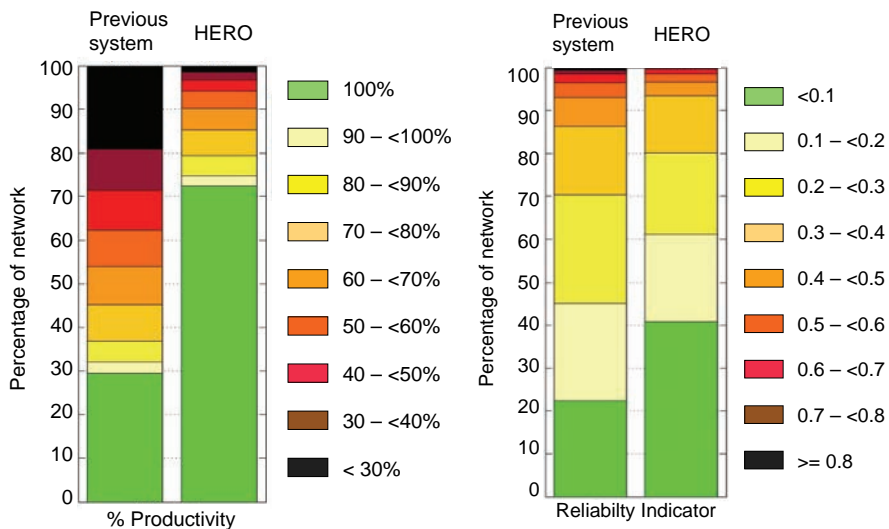 Previous
system
HERO
Percentage of network
100
90
80
70
60
50
40
30
20
10
0
% Productivity
100%
90 – <100%
80 – <90%
70 – <80%
60 – <70%
50 – <60%
40 – <50%
30 – <40%
< 30%
Previous
system
HERO
Percentage of network
100
90
80
70
60
50
40
30
20
10
0
Reliabilty Indicator
<0.1
0.1 – <0.2
0.2 – <0.3
0.3 – <0.4
0.4 – <0.5
0.5 – <0.6
0.6 – <0.7
0.7 – <0.8
>= 0.8